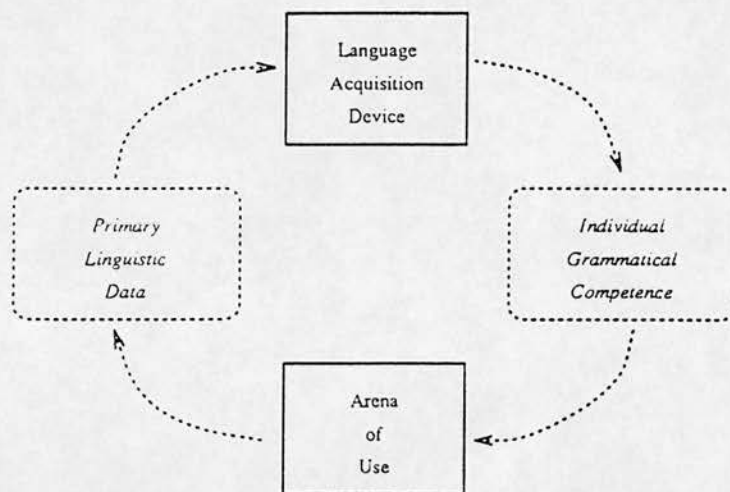 Language
Acquisition
Device
Primary
Linguistic
Data
Individual
Grammatical
Competence
Arena
of
Use